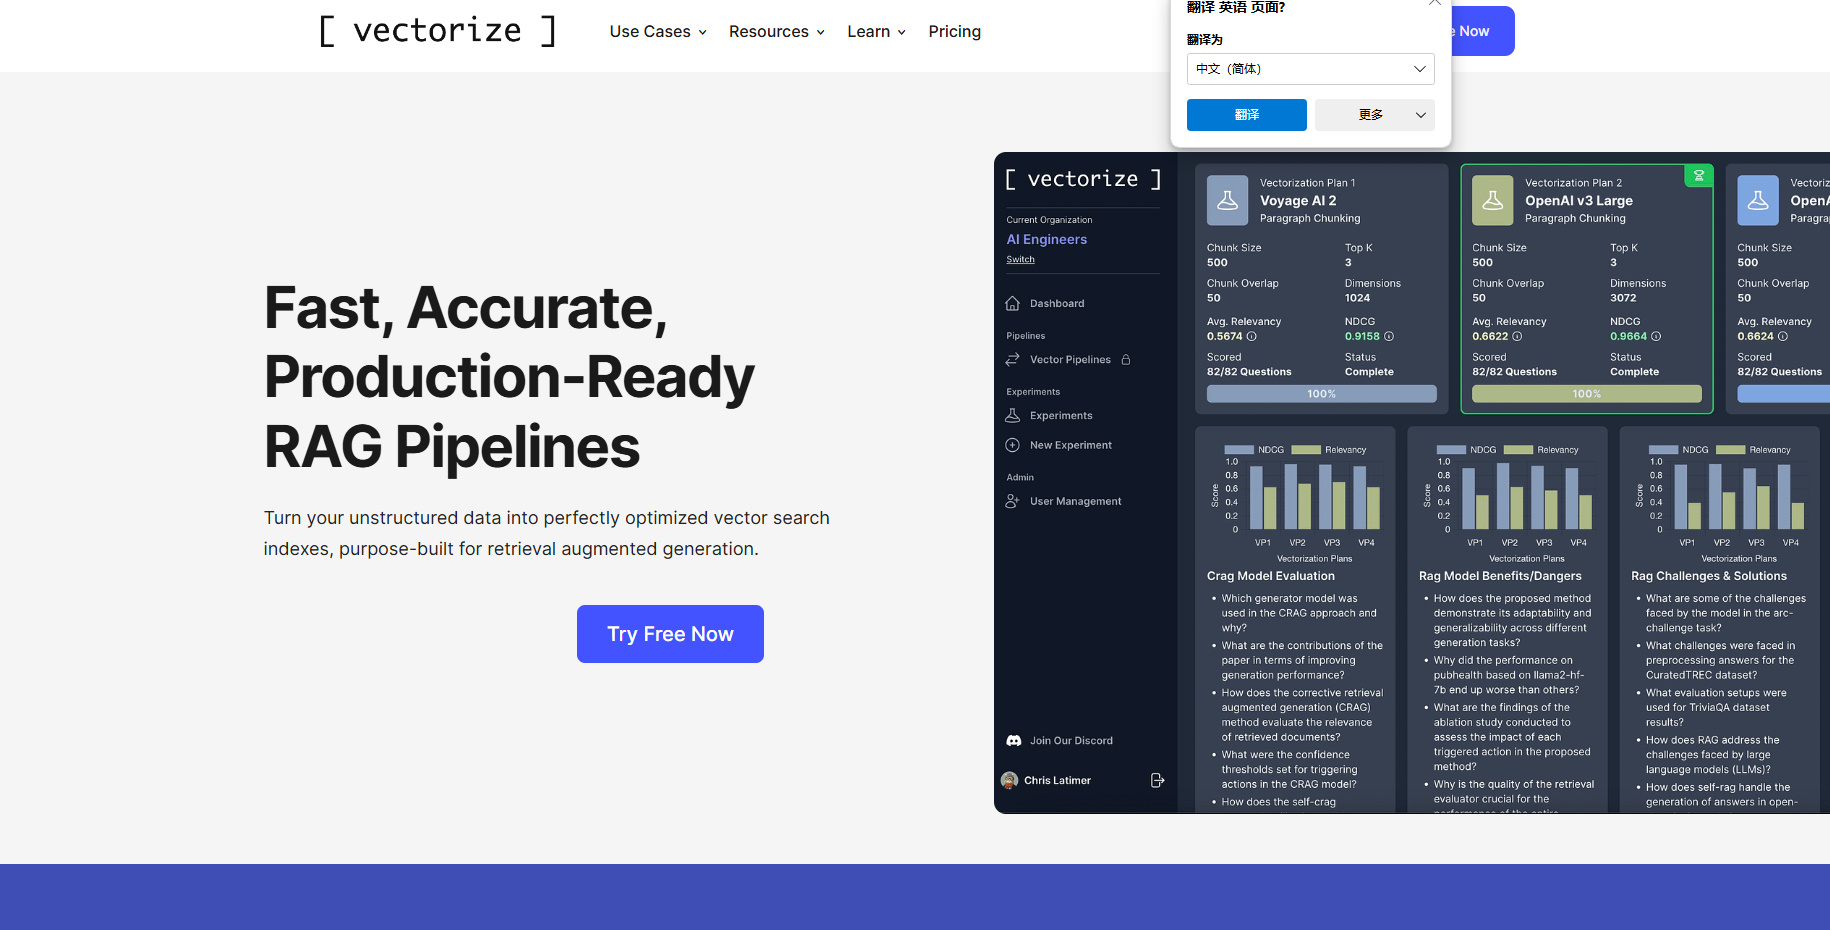 [ vectorize ]
Use Cases
Resources
Learn
Pricing
翻译 英语 页面?
翻译为
中文（简体）
翻译
更多
Now
Fast, Accurate,
Production-Ready
RAG Pipelines
Turn your unstructured data into perfectly optimized vector search
indexes, purpose-built for retrieval augmented generation.
Try Free Now
[ vectorize ]
Current Organization
AI Engineers
Switch
Dashboard
Pipelines
Vector Pipelines
Experiments
Experiments
New Experiment
Admin
User Management
Join Our Discord
Chris Latimer
Vectorization Plan 1
Voyage AI 2
Paragraph Chunking
Chunk Size Top K
500 3
Chunk Overlap Dimensions
50 1024
Avg. Relevancy NDCG
0.5674 0.9158
Scored Status
82/82 Questions Complete
100%
Vectorization Plan 2
OpenAI v3 Large
Paragraph Chunking
Chunk Size Top K
500 3
Chunk Overlap Dimensions
50 3072
Avg. Relevancy NDCG
0.6622 0.9664
Scored Status
82/82 Questions Complete
100%
Chunk Size
500
Chunk Overlap
50
Avg. Relevancy
0.6624
Scored
82/82 Questions
NDCG Relevancy
1.0
0.8
0.6
0.4
0.2
0
Score
VP1 VP2 VP3 VP4
Vectorization Plans
Crag Model Evaluation
• Which generator model was
used in the CRAG approach and
why?
• What are the contributions of the
paper in terms of improving
generation performance?
• How does the corrective retrieval
augmented generation (CRAG)
method evaluate the relevance
of retrieved documents?
• What were the confidence
thresholds set for triggering
actions in the CRAG model?
• How does the self-crag
NDCG Relevancy
1.0
0.8
0.6
0.4
0.2
0
Score
VP1 VP2 VP3 VP4
Vectorization Plans
Rag Model Benefits/Dangers
• How does the proposed method
demonstrate its adaptability and
generalizability across different
generation tasks?
• Why did the performance on
pubhealth based on llama2-hf-
7b end up worse than others?
• What are the findings of the
ablation study conducted to
assess the impact of each
triggered action in the proposed
method?
• Why is the quality of the retrieval
evaluator crucial for the
performance of the entire
NDCG Relevancy
1.0
0.8
0.6
0.4
0.2
0
Score
VP1 VP2 VP3 VP4
Vectorization Plans
Rag Challenges & Solutions
• What are some of the challenges
faced by the model in the arc-
challenge task?
• What challenges were faced in
preprocessing answers for the
CuratedTREC dataset?
• What evaluation setups were
used for TriviaQA dataset
results?
• How does RAG address the
challenges faced by large
language models (LLMs)?
• How does self-rag handle the
generation of answers in open-